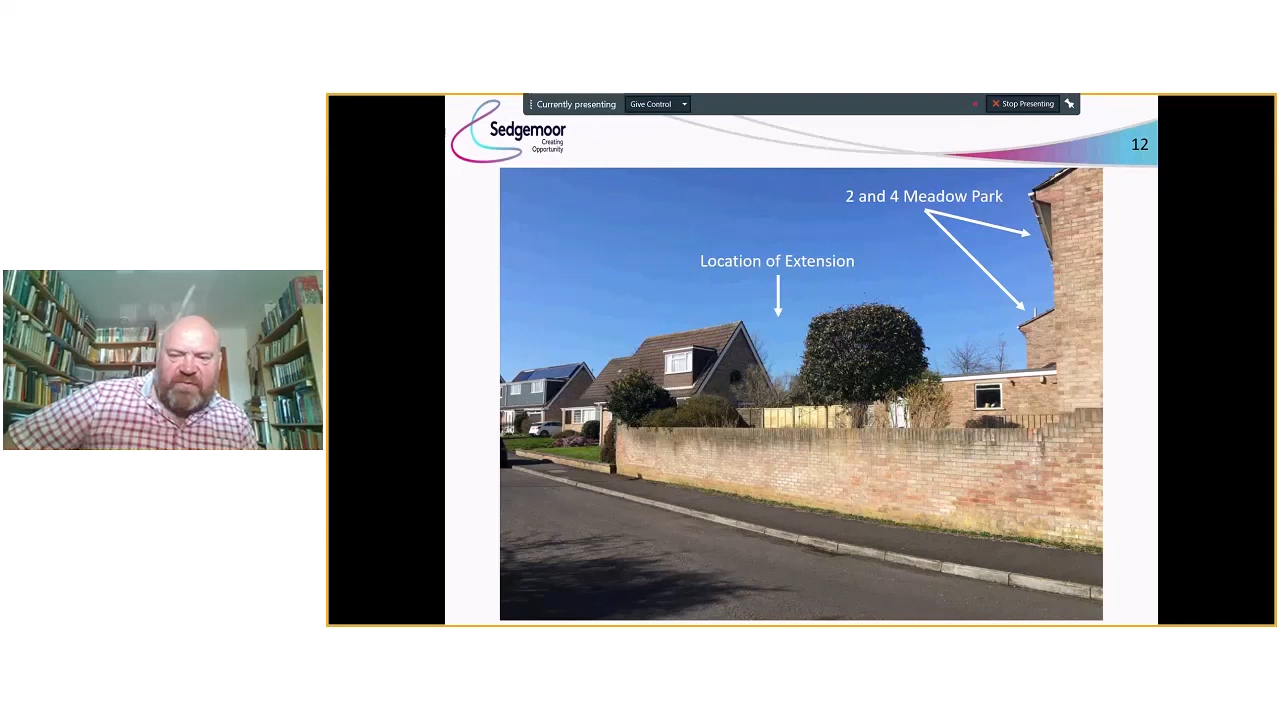 Currently presenting
Give Control
Stop Presenting
Sedgemoor
Creating
Opportunity
12
2 and 4 Meadow Park
Location of Extension